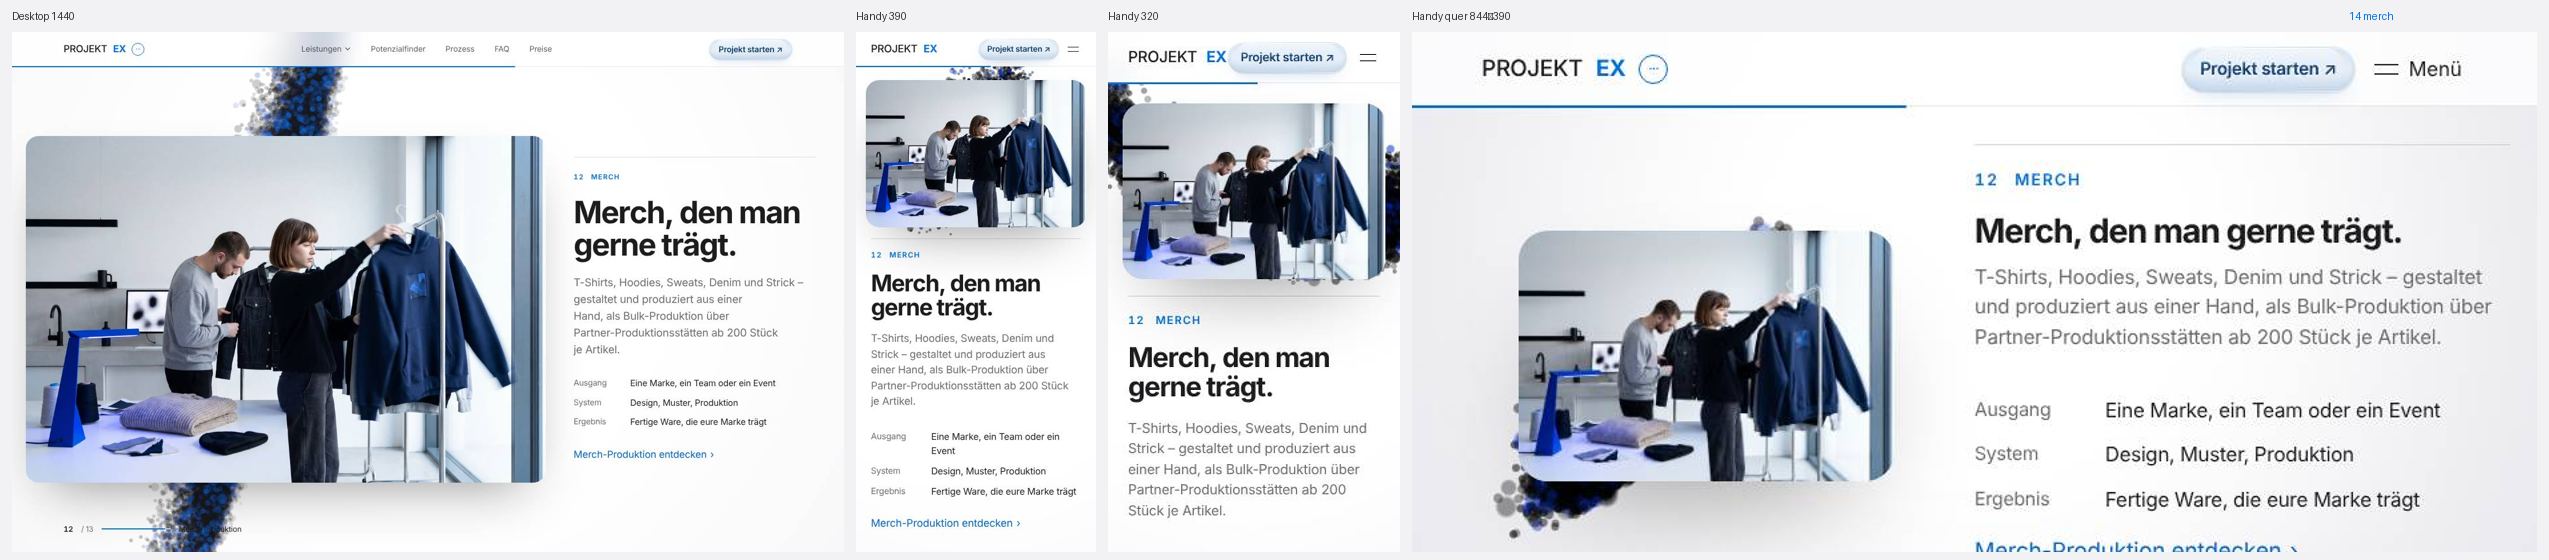 Desktop 1440
Handy 390
Handy 320
14 merch
PROJEKT EX
Leistungen
Potenzialfinder
Prozess
FAQ
Preise
Projekt starten ↗
12 MERCH
Merch, den man
gerne trägt.
T-Shirts, Hoodies, Sweats, Denim und Strick –
gestaltet und produziert aus einer
Hand, als Bulk-Produktion über
Partner-Produktionsstätten ab 200 Stück
je Artikel.
Ausgang Eine Marke, ein Team oder ein Event
System Design, Muster, Produktion
Ergebnis Fertige Ware, die eure Marke trägt
Merch-Produktion entdecken ›
12 / 13
PROJEKT EX
Projekt starten ↗
12 MERCH
Merch, den man
gerne trägt.
T-Shirts, Hoodies, Sweats, Denim und
Strick – gestaltet und produziert aus
einer Hand, als Bulk-Produktion über
Partner-Produktionsstätten ab 200 Stück
je Artikel.
Ausgang Eine Marke, ein Team oder ein
Event
System Design, Muster, Produktion
Ergebnis Fertige Ware, die eure Marke trägt
Merch-Produktion entdecken ›
PROJEKT EX
Projekt starten ↗
12 MERCH
Merch, den man
gerne trägt.
T-Shirts, Hoodies, Sweats, Denim und
Strick – gestaltet und produziert aus
einer Hand, als Bulk-Produktion über
Partner-Produktionsstätten ab 200
Stück je Artikel.
Handy quer
PROJEKT EX
Projekt starten ↗
Menü
12 MERCH
Merch, den man gerne trägt.
T-Shirts, Hoodies, Sweats, Denim und Strick – gestaltet
und produziert aus einer Hand, als Bulk-Produktion über
Partner-Produktionsstätten ab 200 Stück je Artikel.
Ausgang Eine Marke, ein Team oder ein Event
System Design, Muster, Produktion
Ergebnis Fertige Ware, die eure Marke trägt
Merch-Produktion entdecken ›